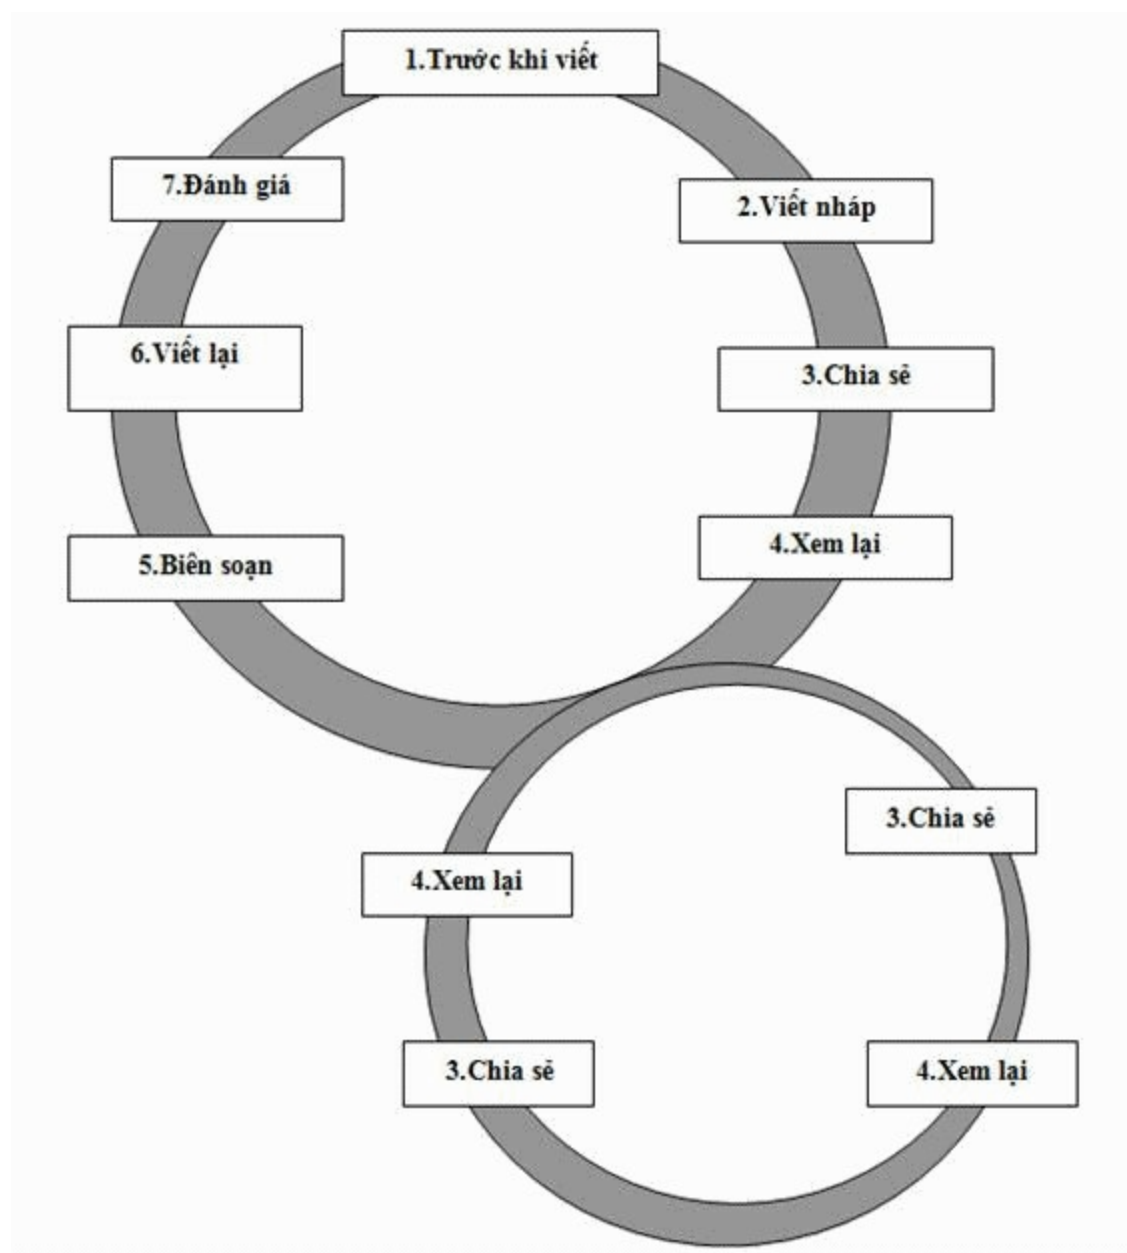 1.Trước khi viết
2.Viết nháp
3.Chia sẻ
4.Xem lại
5.Biên soạn
6.Viết lại
7.Đánh giá
3.Chia sẻ
4.Xem lại
3.Chia sẻ
4.Xem lại